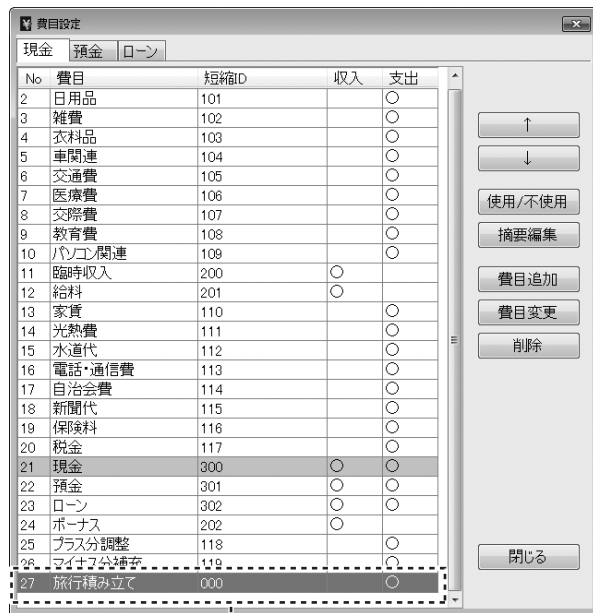 費目設定
現金 預金 ローン
No 費目 短縮ID 収入 支出
2 日用品 101 ○
3 雑費 102 ○
4 衣料品 103 ○
5 車関連 104 ○
6 交通費 105 ○
7 医療費 106 ○
8 交際費 107 ○
9 教育費 108 ○
10 パソコン関連 109 ○
11 臨時収入 200 ○
12 給料 201 ○
13 家賃 110 ○
14 光熱費 111 ○
15 水道代 112 ○
16 電話・通信費 113 ○
17 自治会費 114 ○
18 新聞代 115 ○
19 保険料 116 ○
20 税金 117 ○
21 現金 300 ○ ○
22 預金 301 ○ ○
23 ローン 302 ○ ○
24 ボーナス 202 ○
25 プラス分調整 118 ○
26 マイナス分補充 119 ○
27 旅行積み立て 000 ○
↑
↓
使用/不使用
摘要編集
費目追加
費目変更
削除
閉じる